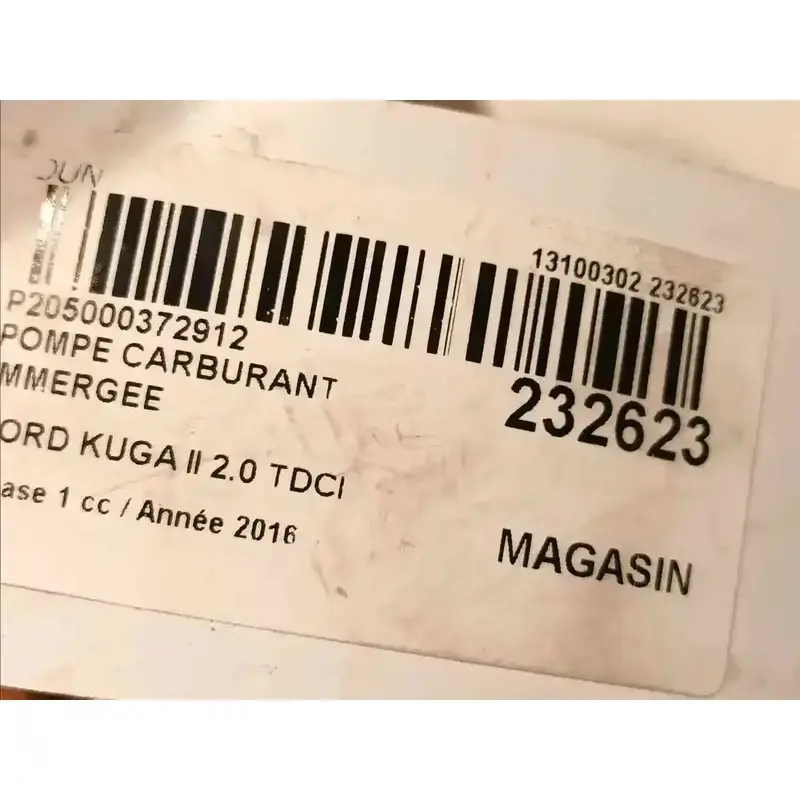 13100302 232623
P205000372912
POMPE CARBURANT
MMERGEE
232623
ORD KUGA II 2.0 TDCI
ase 1 cc / Année 2016
MAGASIN